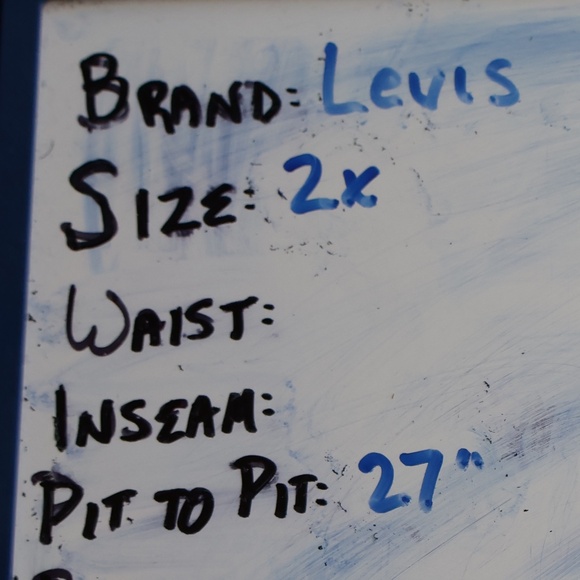 BRAND: Levis
SIZE: 2x
WAIST:
INSEAM:
PIT TO PIT: 27"